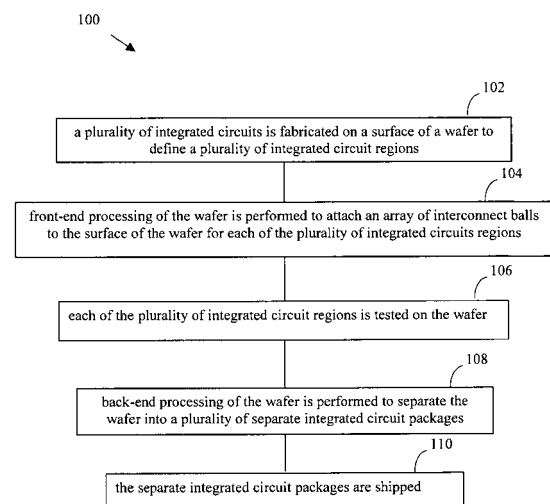 100
102
a plurality of integrated circuits is fabricated on a surface of a wafer to
define a plurality of integrated circuit regions
104
front-end processing of the wafer is performed to attach an array of interconnect balls
to the surface of the wafer for each of the plurality of integrated circuits regions
106
each of the plurality of integrated circuit regions is tested on the wafer
108
back-end processing of the wafer is performed to separate the
wafer into a plurality of separate integrated circuit packages
110
the separate integrated circuit packages are shipped